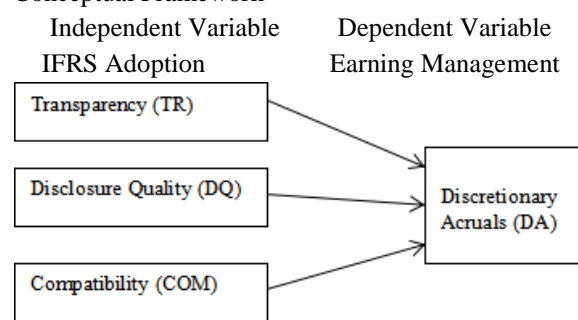 Conceptual Framework
Independent Variable Dependent Variable
IFRS Adoption Earning Management
Transparency (TR)
Disclosure Quality (DQ)
Discretionary
Acruals (DA)
Compatibility (COM)